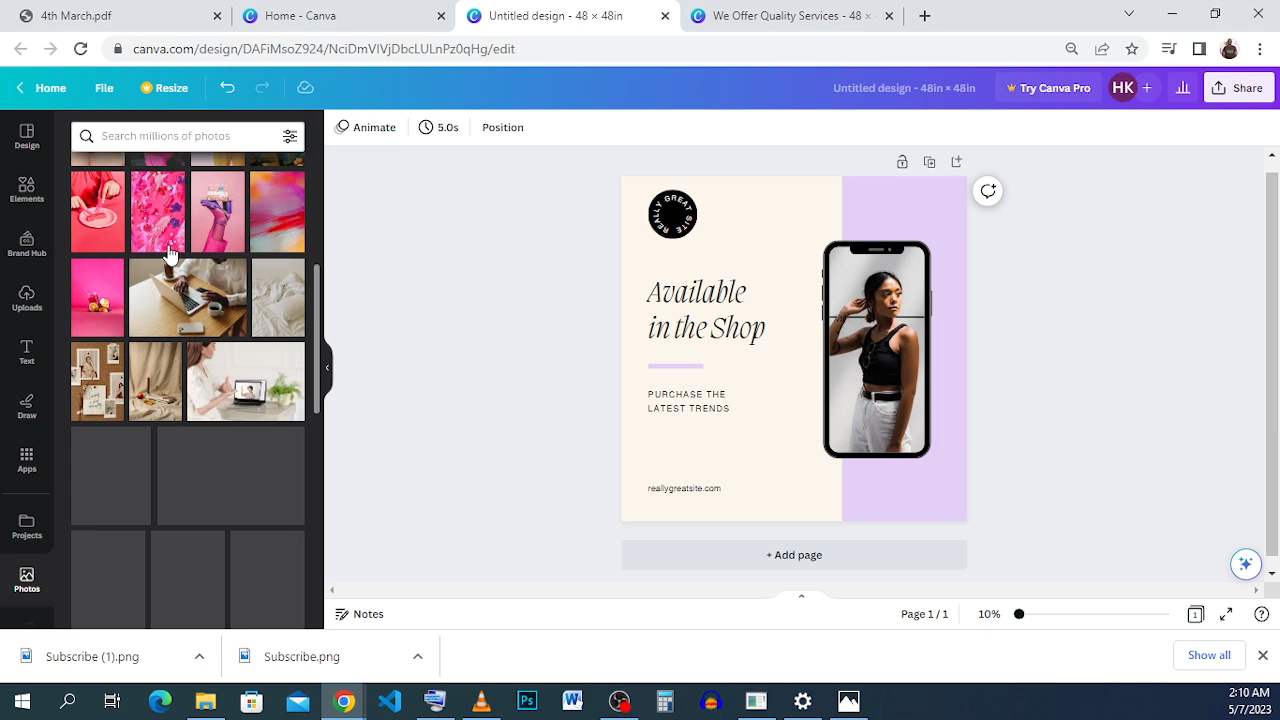 4th March.pdf
Home - Canva
Untitled design - 48 × 48in
We Offer Quality Services - 48 ×
canva.com/design/DAFiMsoZ924/NciDmVIVjDbcLULnPz0qHg/edit
Home
File
Resize
Untitled design - 48in × 48in
Try Canva Pro
HK
Share
Design
Elements
Brand Hub
Uploads
Text
Draw
Apps
Projects
Photos
Search millions of photos
Animate
5.0s
Position
REALLY GREAT SITE
Available
in the Shop
PURCHASE THE
LATEST TRENDS
reallygreatsite.com
+ Add page
Notes
Page 1 / 1
10%
1
Subscribe (1).png
Subscribe.png
Show all
2:10 AM
5/7/2023